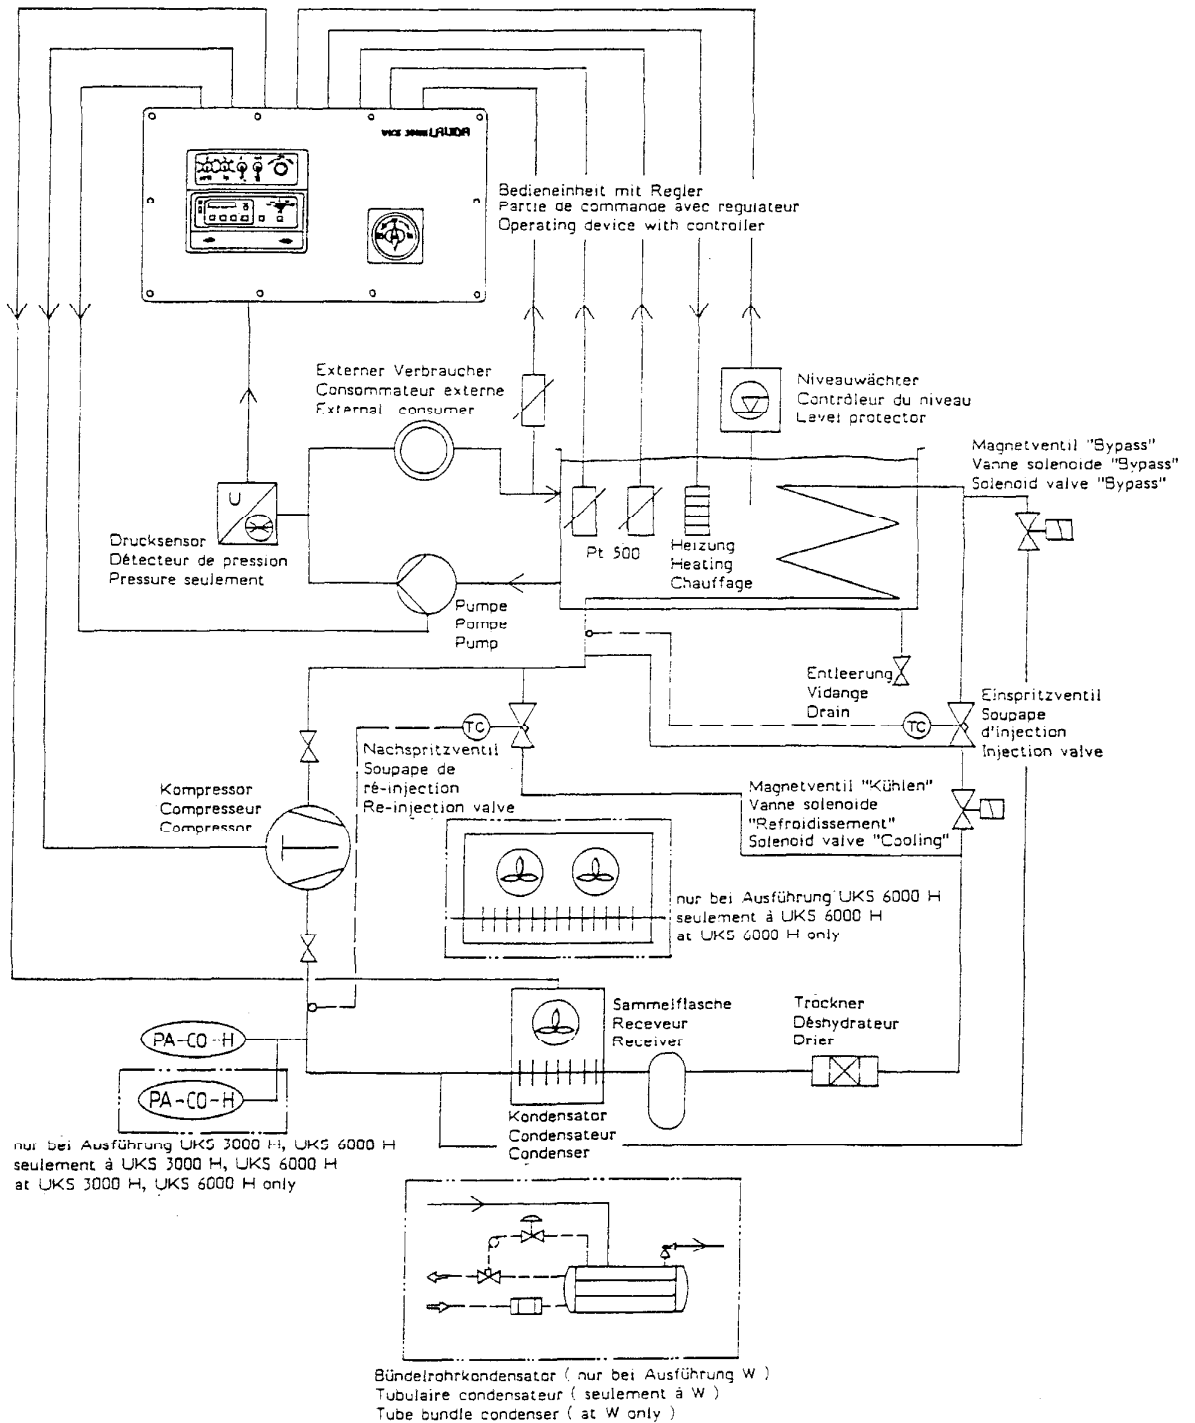 LAUDA
Bedieneinheit mit Regler
Partie de commande avec regulateur
Operating device with controller
Externer Verbraucher
Consommateur externe
External consumer
Niveauwächter
Contrôleur du niveau
Level protector
Magnetventil "Bypass"
Vanne solenoide "Bypass"
Solenoid valve "Bypass"
U
Drucksensor
Détecteur de pression
Pressure seulement
Pt 500
Heizung
Heating
Chauffage
Pumpe
Pompe
Pump
Entleerung
Vidange
Drain
TC
Einspritzventil
Soupape
d'injection
Injection valve
TC
Nachspritzventil
Soupape de
ré-injection
Re-injection valve
Kompressor
Compresseur
Compressor
Magnetventil "Kühlen"
Vanne solenoide
"Refroidissement"
Solenoid valve "Cooling"
nur bei Ausführung UKS 6000 H
seulement à UKS 6000 H
at UKS 6000 H only
Sammelflasche
Receveur
Receiver
Tröckner
Déshydrateur
Drier
PA-CO-H
PA-CO-H
nur bei Ausführung UKS 3000 H, UKS 6000 H
seulement à UKS 3000 H, UKS 6000 H
at UKS 3000 H, UKS 6000 H only
Kondensator
Condensateur
Condenser
Bündelrohrkondensator ( nur bei Ausführung W )
Tubulaire condensateur ( seulement à W )
Tube bundle condenser ( at W only )